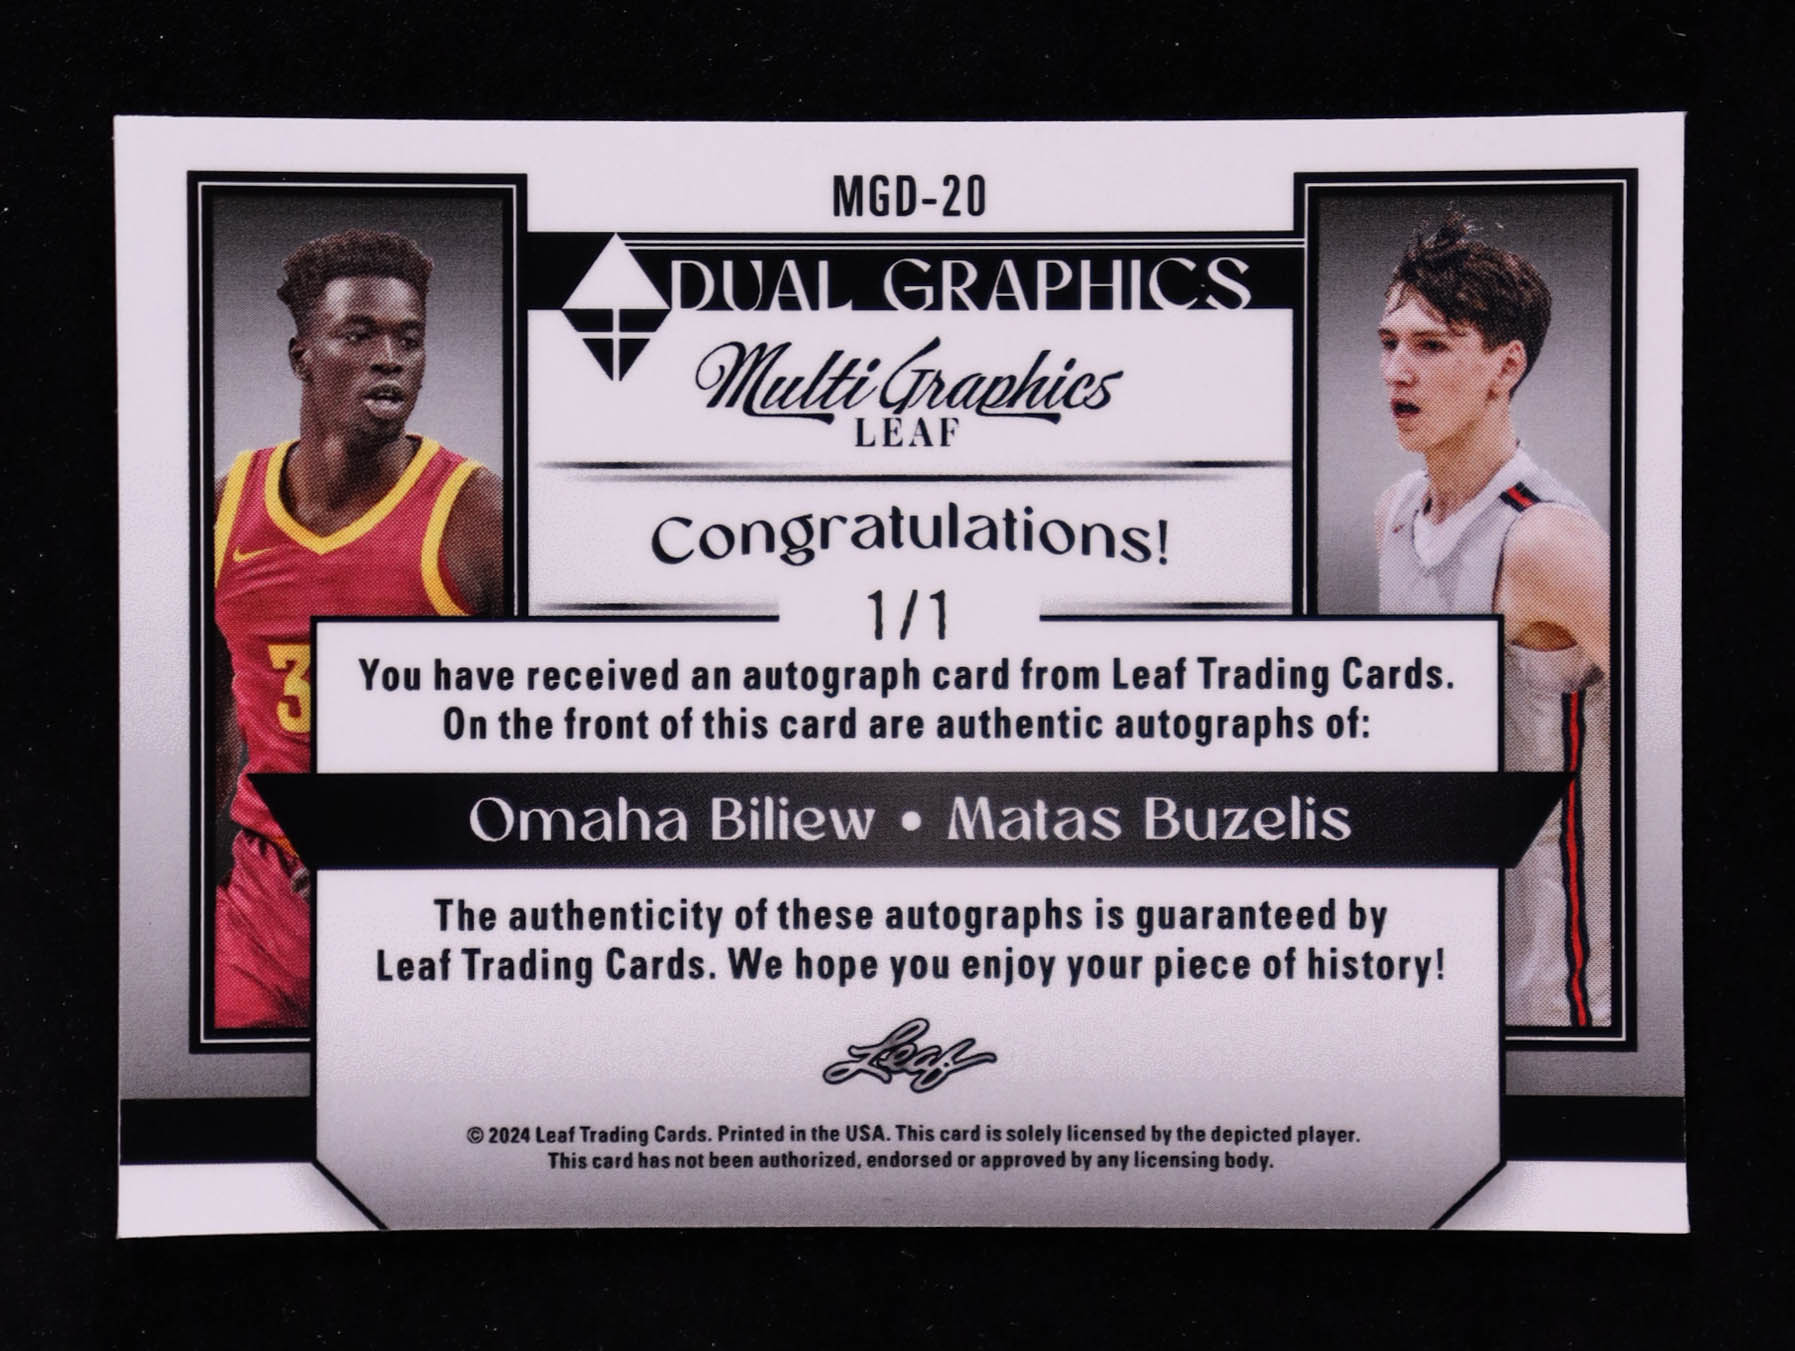 MGD-20
DUAL GRAPHICS
Multi Graphics
LEAF
Congratulations!
1/1
3
You have received an autograph card from Leaf Trading Cards.
On the front of this card are authentic autographs of:
Omaha Biliew • Matas Buzelis
The authenticity of these autographs is guaranteed by
Leaf Trading Cards. We hope you enjoy your piece of history!
Leaf
© 2024 Leaf Trading Cards. Printed in the USA. This card is solely licensed by the depicted player.
This card has not been authorized, endorsed or approved by any licensing body.